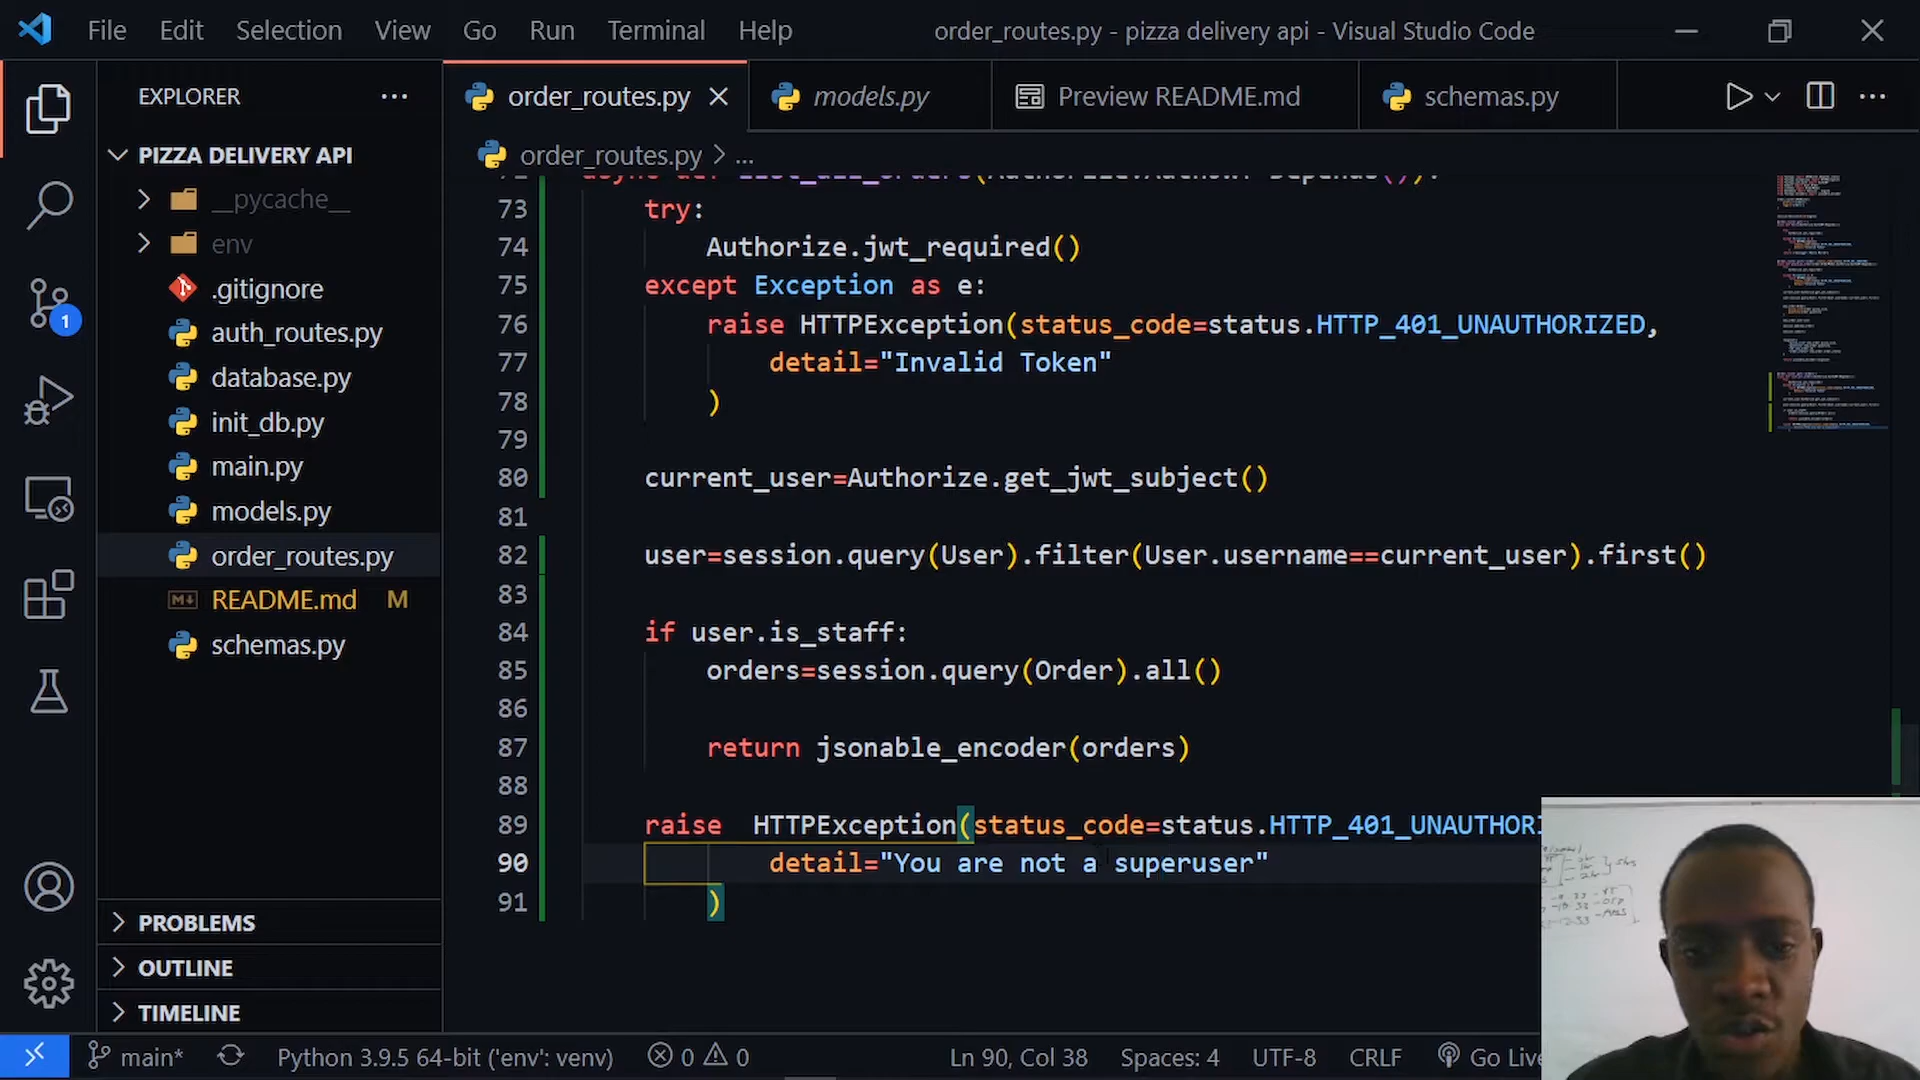 File Edit Selection View Go Run Terminal Help
order_routes.py - pizza delivery api - Visual Studio Code
EXPLORER ...
order_routes.py
models.py
Preview README.md
schemas.py
PIZZA DELIVERY API
order_routes.py > ...
__pycache__
env
.gitignore
auth_routes.py
database.py
init_db.py
main.py
models.py
order_routes.py
README.md M
schemas.py
1
PROBLEMS
OUTLINE
TIMELINE
async def list_all_orders(Authorize:AuthJWT=Depends()):
73 try:
74 Authorize.jwt_required()
75 except Exception as e:
76 raise HTTPException(status_code=status.HTTP_401_UNAUTHORIZED,
77 detail="Invalid Token"
78 )
79
80 current_user=Authorize.get_jwt_subject()
81
82 user=session.query(User).filter(User.username==current_user).first()
83
84 if user.is_staff:
85 orders=session.query(Order).all()
86
87 return jsonable_encoder(orders)
88
89 raise  HTTPException(status_code=status.HTTP_401_UNAUTHORI
90 detail="You are not a superuser"
91 )
main* Python 3.9.5 64-bit ('env': venv) 0 0 Ln 90, Col 38 Spaces: 4 UTF-8 CRLF Go Live